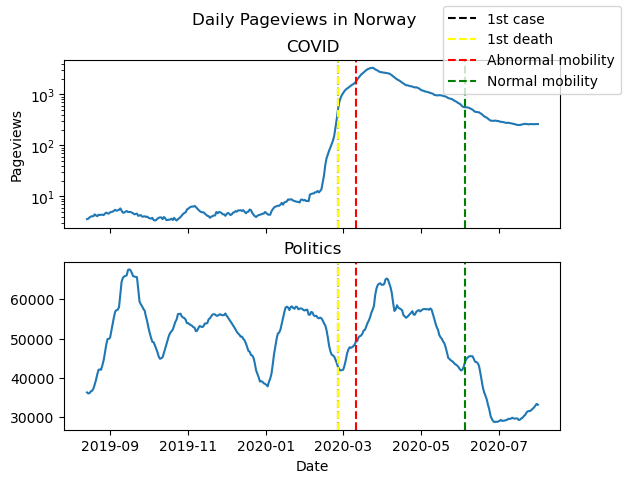 Daily Pageviews in Norway
1st case
1st death
Abnormal mobility
Normal mobility
COVID
Pageviews
10³
10²
10¹
Politics
60000
50000
40000
30000
2019-09 2019-11 2020-01 2020-03 2020-05 2020-07
Date